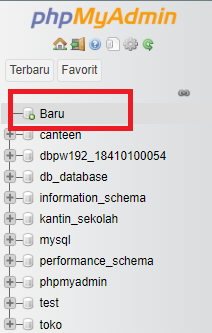 phpMyAdmin
Terbaru Favorit
Baru
canteen
dbpw192_18410100054
db_database
information_schema
kantin_sekolah
mysql
performance_schema
phpmyadmin
test
toko